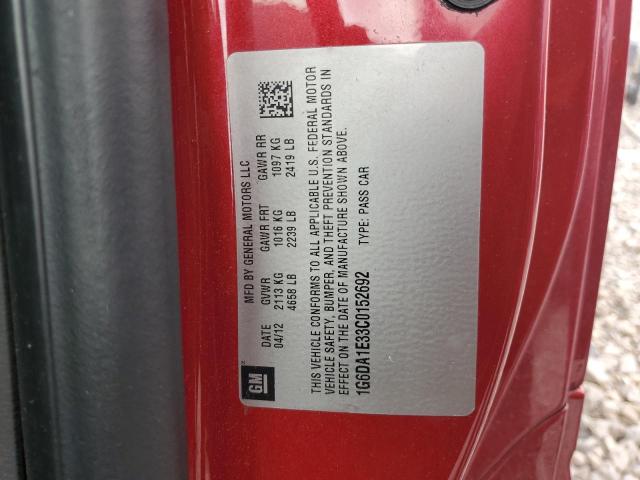 MFD BY GENERAL MOTORS LLC
DATE GVWR GAWR FRT GAWR RR
04/12 2113 KG 1016 KG 1097 KG
4658 LB 2239 LB 2419 LB
THIS VEHICLE CONFORMS TO ALL APPLICABLE U.S. FEDERAL MOTOR
VEHICLE SAFETY, BUMPER, AND THEFT PREVENTION STANDARDS IN
EFFECT ON THE DATE OF MANUFACTURE SHOWN ABOVE.
1G6DA1E33C0152692 TYPE: PASS CAR
GM